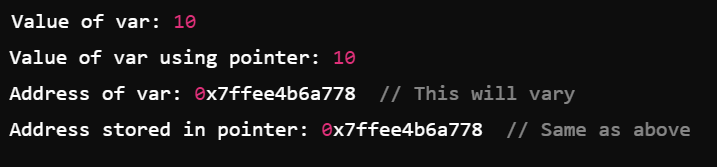 Value of var: 10
Value of var using pointer: 10
Address of var: 0x7ffee4b6a778  // This will vary
Address stored in pointer: 0x7ffee4b6a778  // Same as above